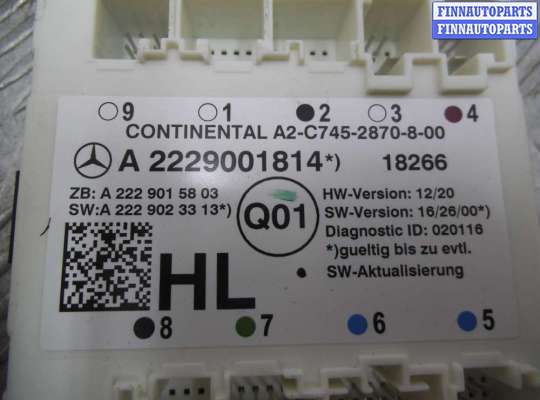 FINNAUTOPARTS
FINNAUTOPARTS
9 1 2 3 4
CONTINENTAL A2-C745-2870-8-00
A 2229001814*) 18266
ZB: A 222 901 58 03
SW:A 222 902 33 13*)
Q01
HW-Version: 12/20
SW-Version: 16/26/00*)
Diagnostic ID: 020116
*)gueltig bis zu evtl.
SW-Aktualisierung
HL
8 7 6 5
FINNAUTOPARTS
FINNAUTOPARTS